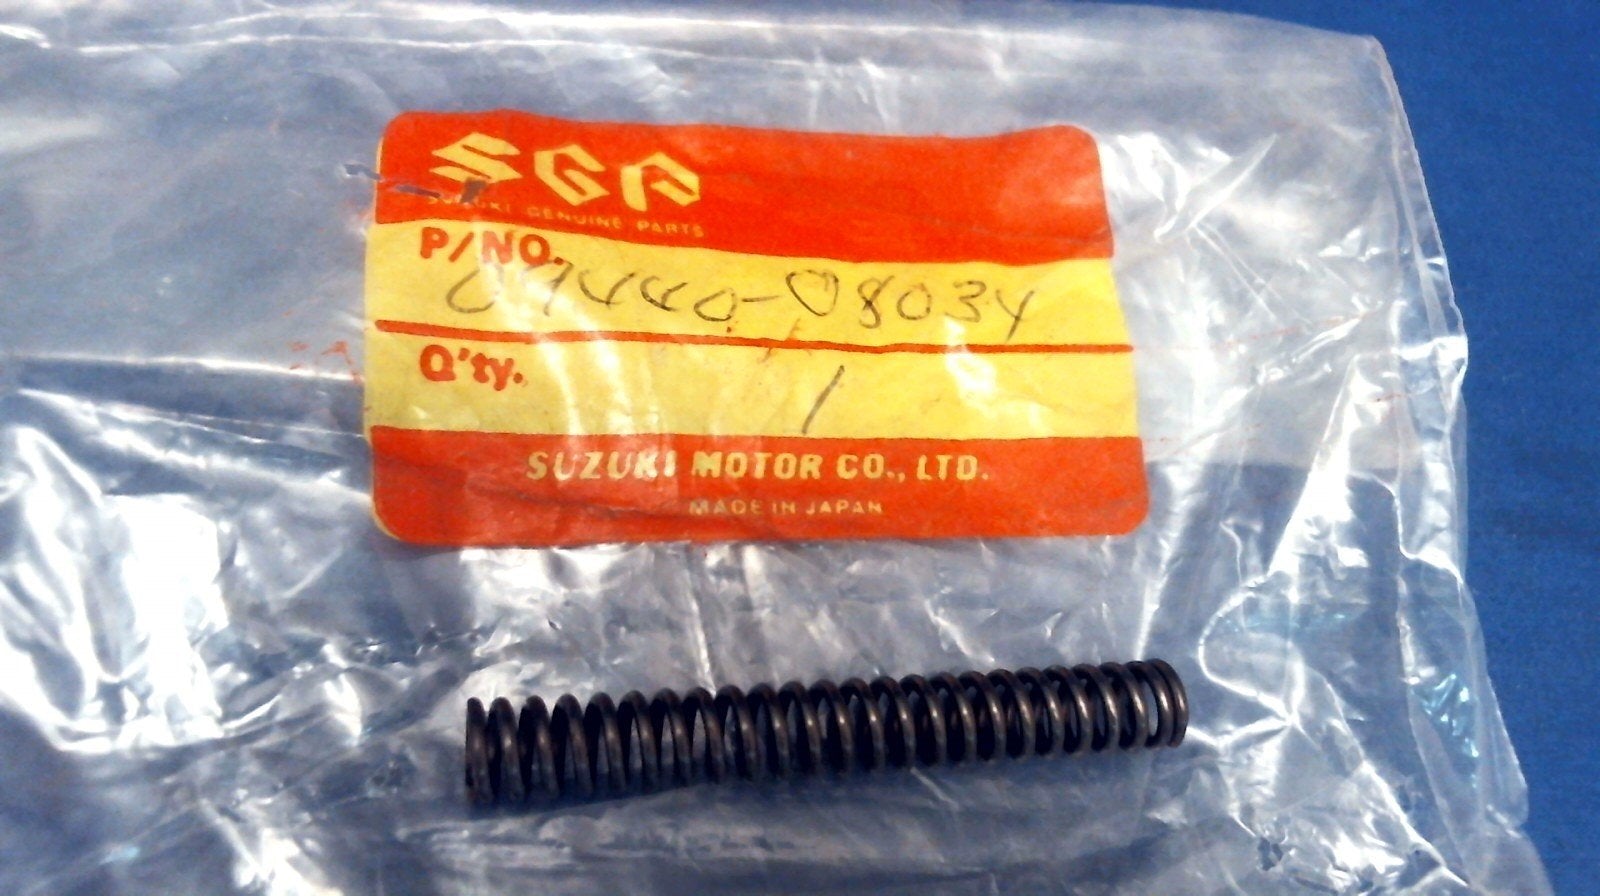 SGP
SUZUKI GENUINE PARTS
P/NO.
09440-08034
Q'ty.
1
SUZUKI MOTOR CO., LTD.
MADE IN JAPAN